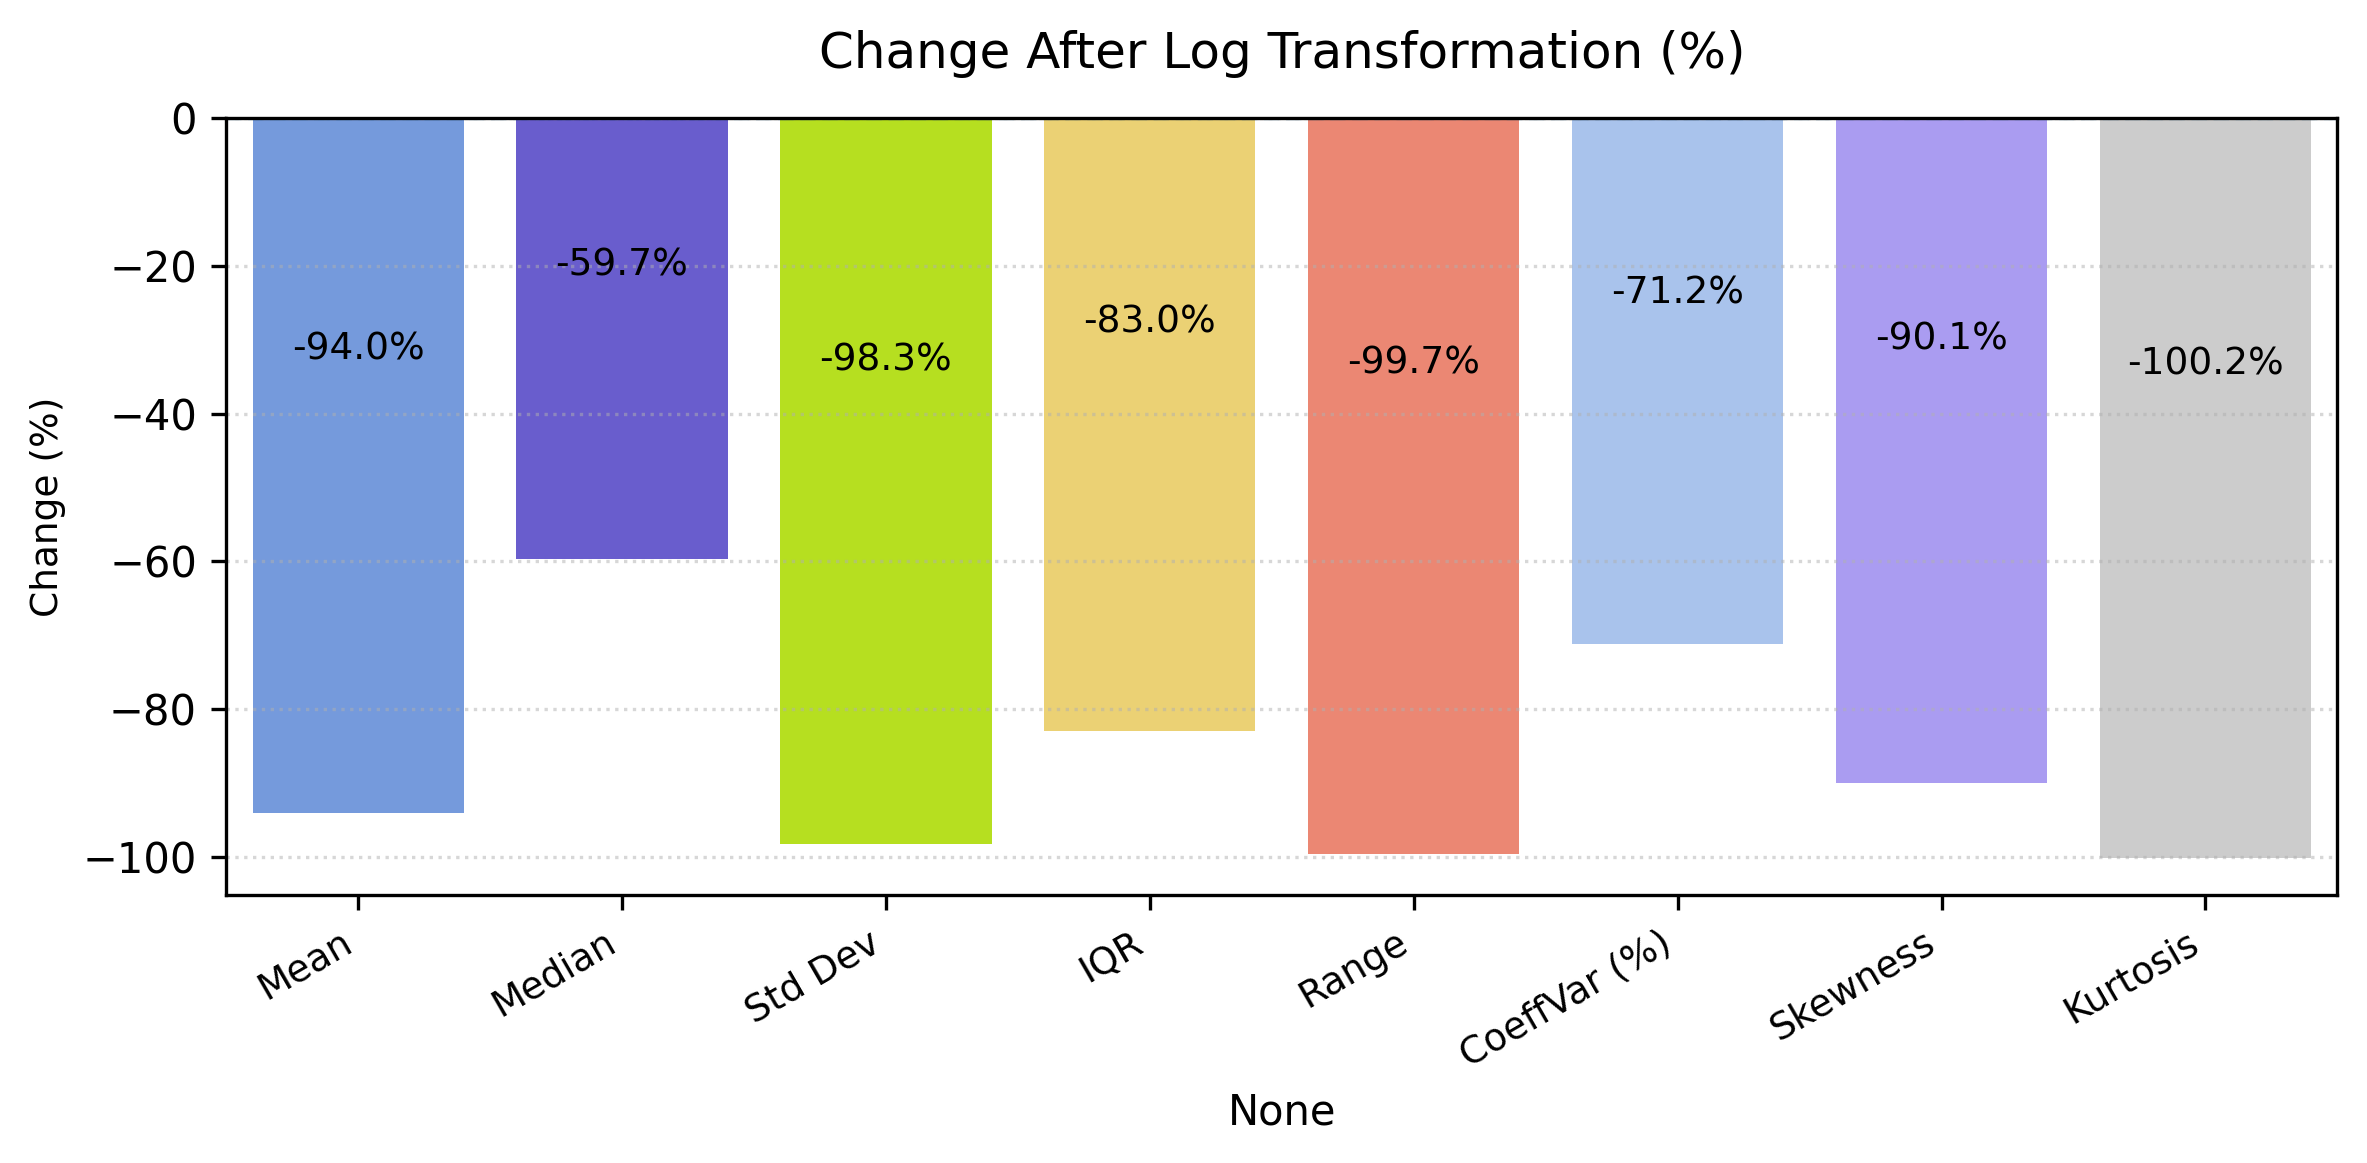 Change After Log Transformation (%)
Change (%)
0
−20
−40
−60
−80
−100
-94.0%
-59.7%
-98.3%
-83.0%
-99.7%
-71.2%
-90.1%
-100.2%
Mean
Median
Std Dev
IQR
Range
CoeffVar (%)
Skewness
Kurtosis
None